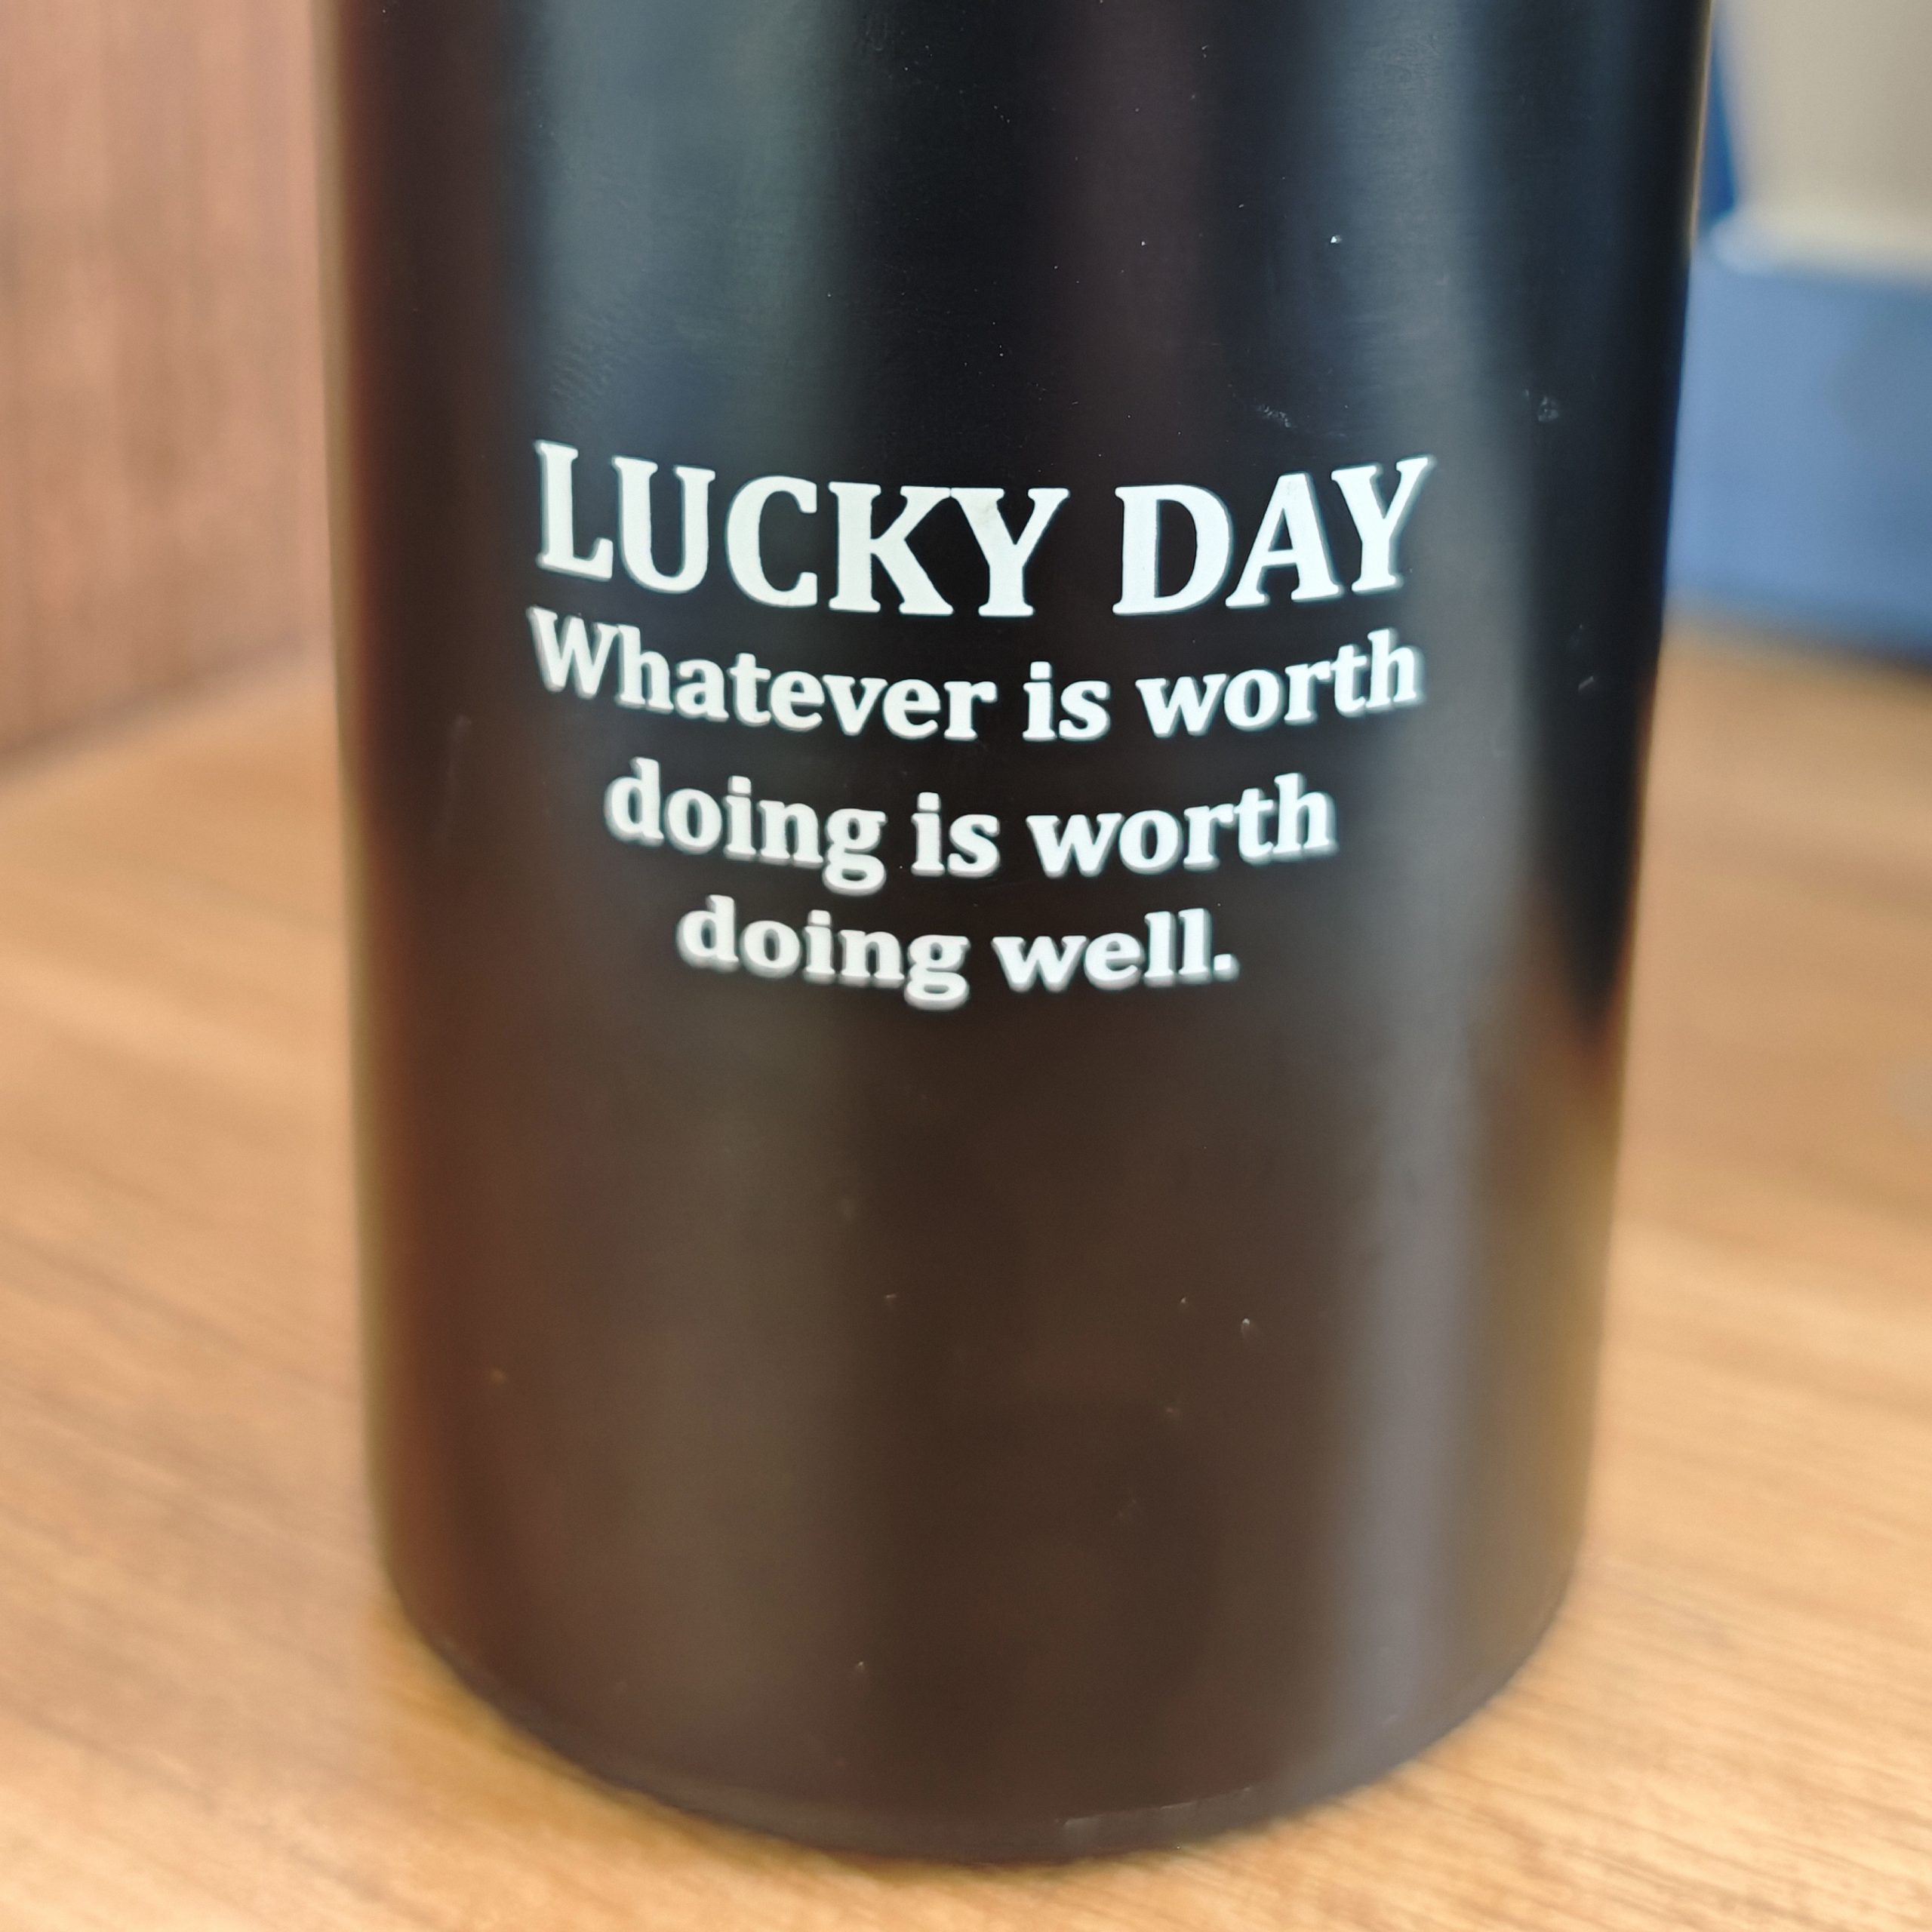 LUCKY DAY
Whatever is worth
doing is worth
doing well.